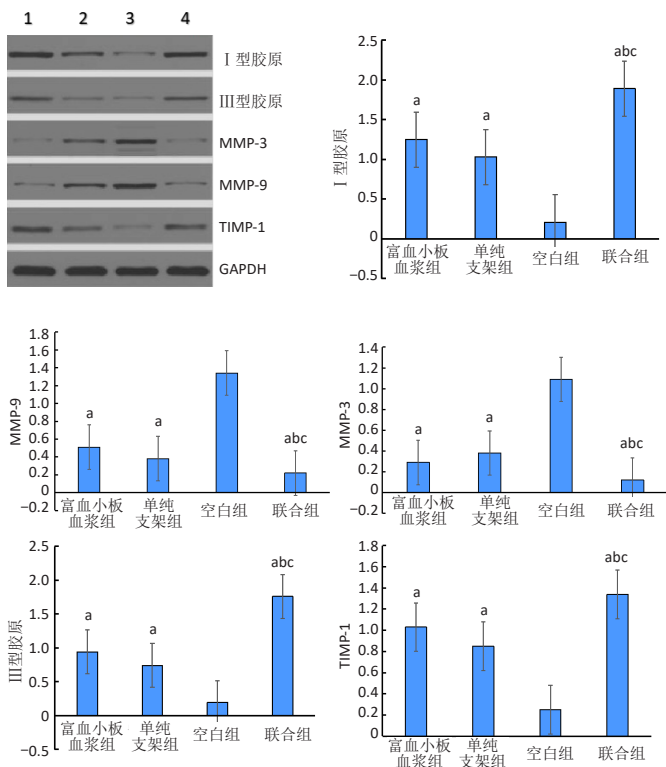 1 2 3 4
Ⅰ型胶原
Ⅲ型胶原
MMP-3
MMP-9
TIMP-1
GAPDH
Ⅰ型胶原
2.5
2.0
1.5
1.0
0.5
0
−0.5
a
a
abc
富血小板
血浆组
单纯
支架组
空白组
联合组
MMP-9
1.8
1.6
1.4
1.2
1.0
0.8
0.6
0.4
0.2
0
−0.2
a
a
abc
富血小板
血浆组
单纯
支架组
空白组
联合组
MMP-3
1.4
1.2
1.0
0.8
0.6
0.4
0.2
0
−0.2
a
a
abc
富血小板
血浆组
单纯
支架组
空白组
联合组
Ⅲ型胶原
2.5
2.0
1.5
1.0
0.5
0
−0.5
a
a
abc
富血小板
血浆组
单纯
支架组
空白组
联合组
TIMP-1
1.8
1.6
1.4
1.2
1.0
0.8
0.6
0.4
0.2
0
a
a
abc
富血小板
血浆组
单纯
支架组
空白组
联合组